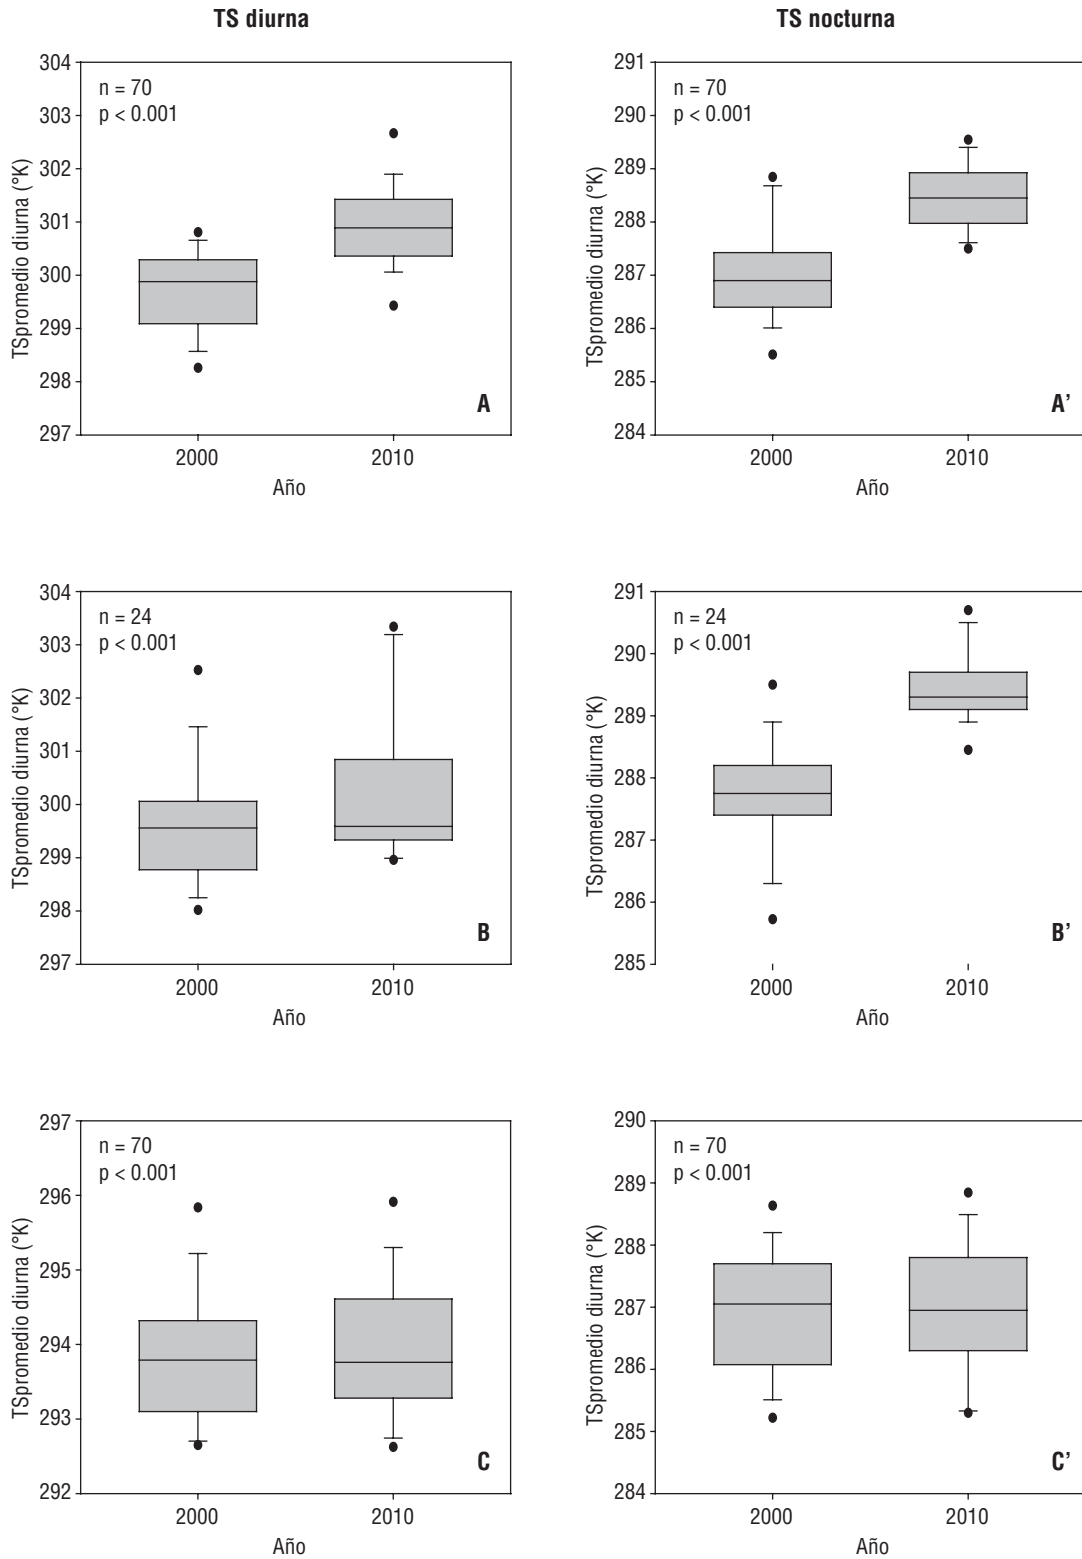 TS diurna
TS nocturna
304
303
302
301
300
299
298
297
TSpromedio diurna (°K)
n = 70
p < 0.001
A
2000
2010
Año
291
290
289
288
287
286
285
284
TSpromedio diurna (°K)
n = 70
p < 0.001
A’
2000
2010
Año
304
303
302
301
300
299
298
297
TSpromedio diurna (°K)
n = 24
p < 0.001
B
2000
2010
Año
291
290
289
288
287
286
285
TSpromedio diurna (°K)
n = 24
p < 0.001
B’
2000
2010
Año
297
296
295
294
293
292
TSpromedio diurna (°K)
n = 70
p < 0.001
C
2000
2010
Año
290
289
288
287
286
285
284
TSpromedio diurna (°K)
n = 70
p < 0.001
C’
2000
2010
Año